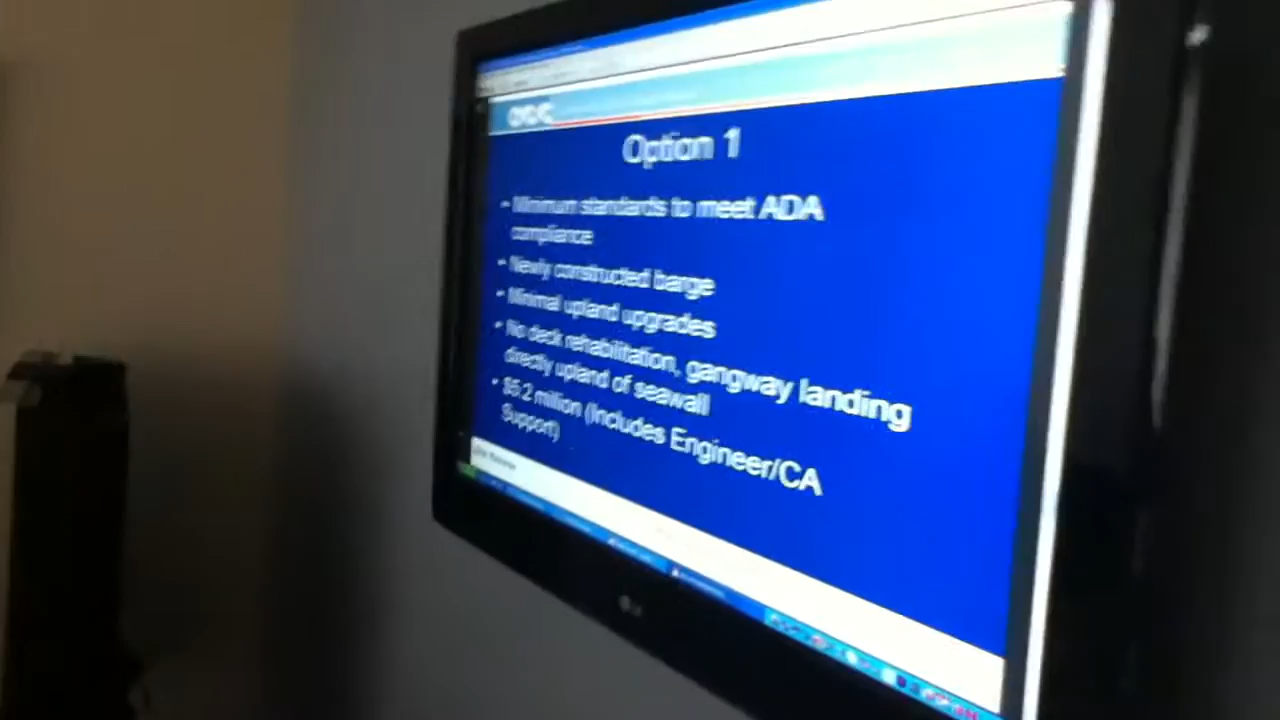 Option 1
- Minimum standards to meet ADA
compliance
• Newly constructed barge
• Minimal upland upgrades
• No deck rehabilitation, gangway landing
directly upland of seawall
• $5.2 million (Includes Engineer/CA
Support)
LG